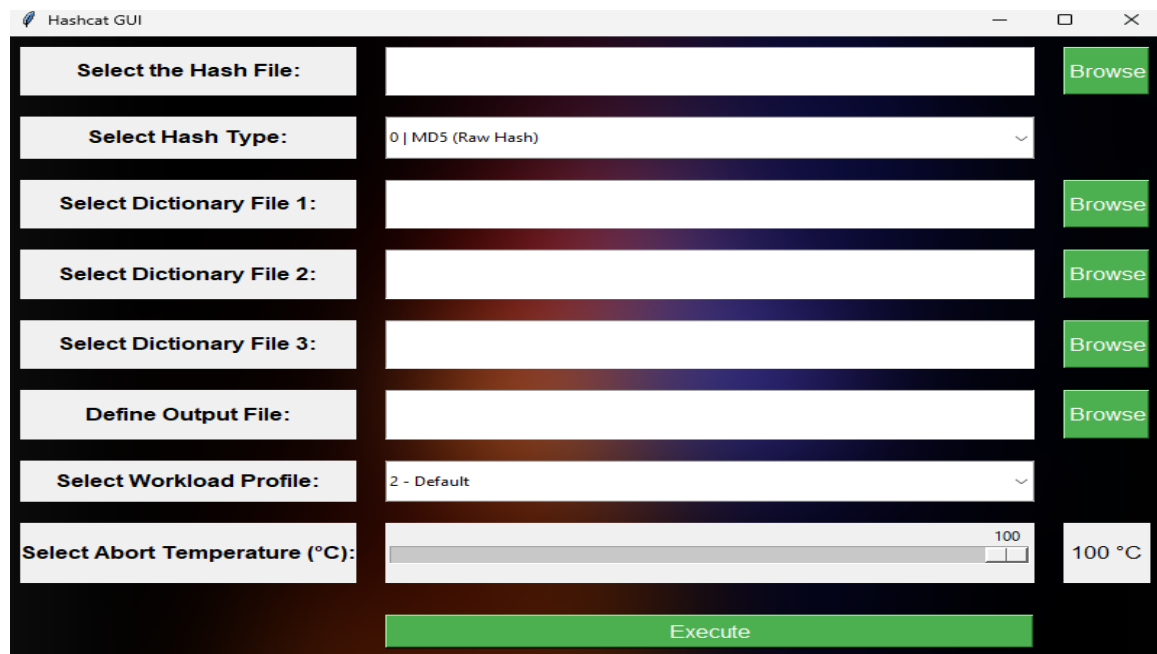 Hashcat GUI
Select the Hash File:
Browse
Select Hash Type:
0 | MD5 (Raw Hash)
Select Dictionary File 1:
Browse
Select Dictionary File 2:
Browse
Select Dictionary File 3:
Browse
Define Output File:
Browse
Select Workload Profile:
2 - Default
Select Abort Temperature (°C):
100
100 °C
Execute